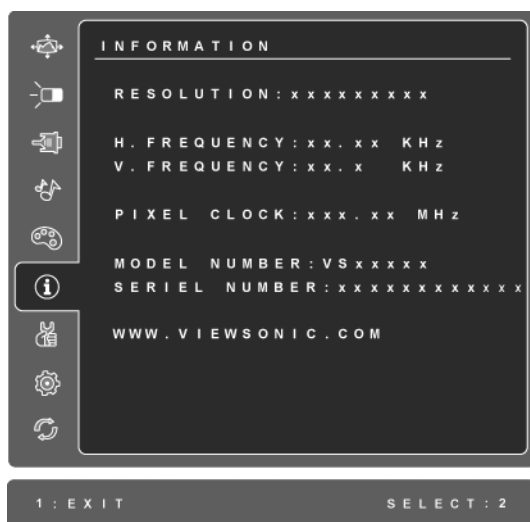 INFORMATION
RESOLUTION:xxxxxxxxx
H.FREQUENCY:xx.xx KHz
V.FREQUENCY:xx.x KHz
PIXEL CLOCK:xxx.xx MHz
MODEL NUMBER:VSxxxxx
SERIEL NUMBER:xxxxxxxxxxxx
WWW.VIEWSONIC.COM
1:EXIT SELECT:2